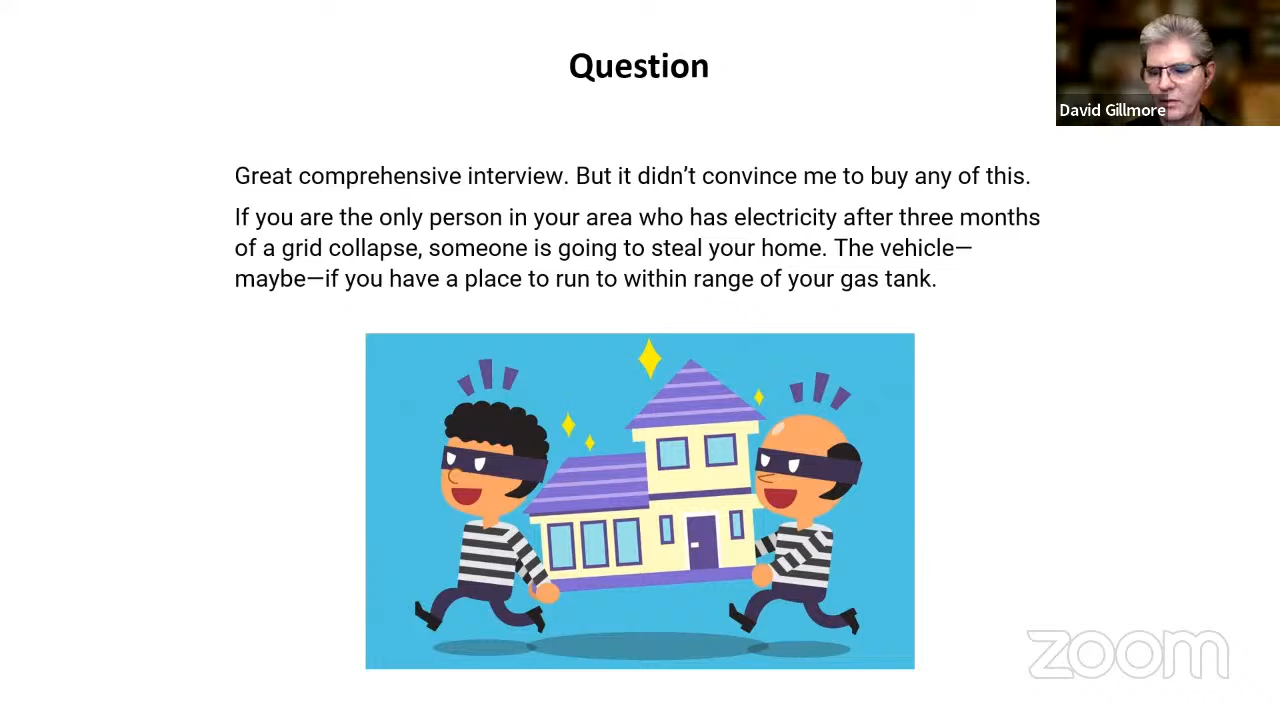 Question
David Gillmore
Great comprehensive interview. But it didn’t convince me to buy any of this.
If you are the only person in your area who has electricity after three months
of a grid collapse, someone is going to steal your home. The vehicle—
maybe—if you have a place to run to within range of your gas tank.
zoom